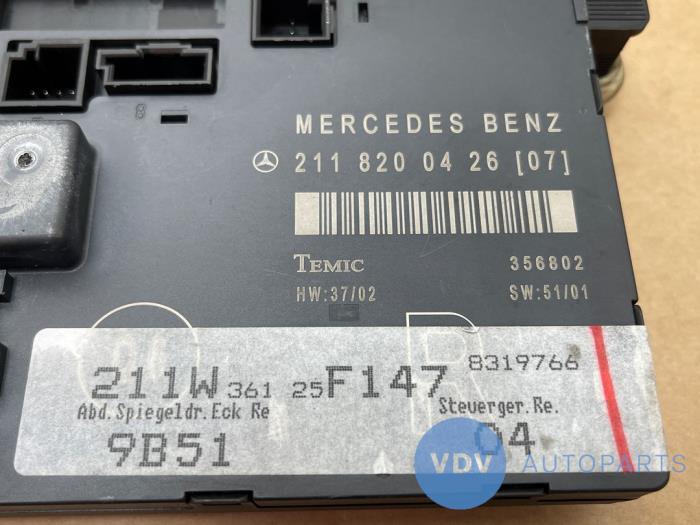 8
MERCEDES BENZ
211 820 04 26 [07]
TEMIC 356802
HW:37/02 SW:51/01
R
8319766
211W 361 25 F147
Abd.Spiegeldr.Eck Re Steuerger.Re.
9B51 04
VDV AUTOPARTS